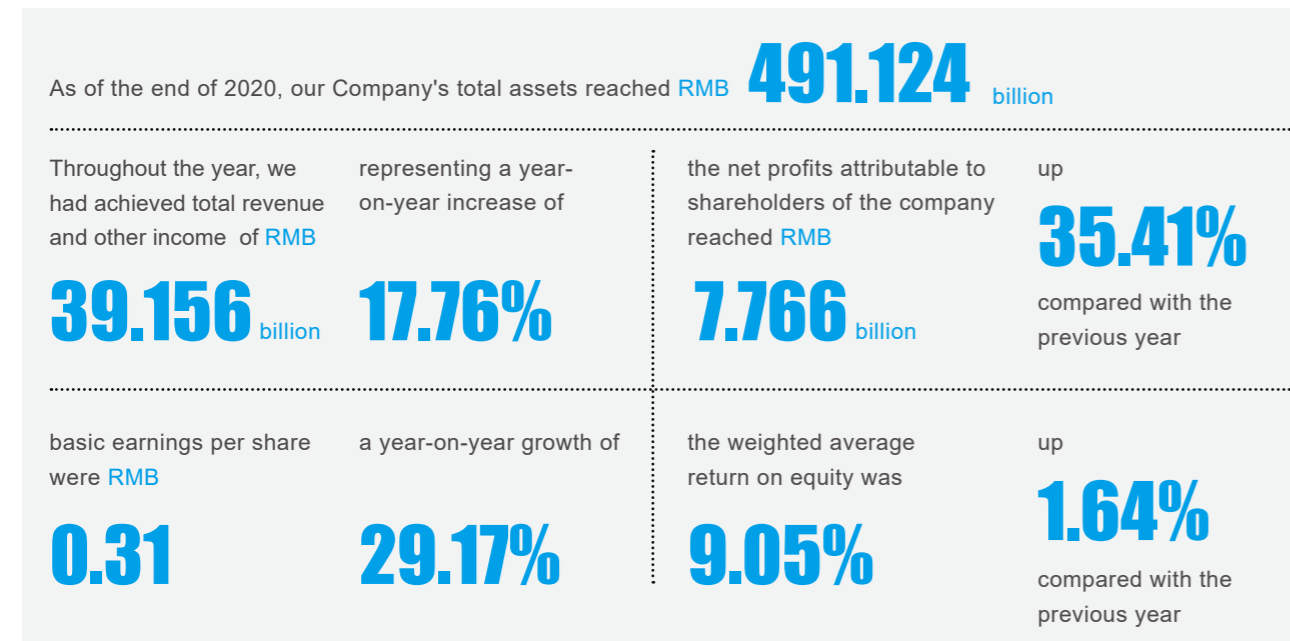 As of the end of 2020, our Company's total assets reached RMB 491.124 billion
Throughout the year, we
had achieved total revenue
and other income of RMB
39.156 billion
representing a year-
on-year increase of
17.76%
the net profits attributable to
shareholders of the company
reached RMB
7.766 billion
up
35.41%
compared with the
previous year
basic earnings per share
were RMB
0.31
a year-on-year growth of
29.17%
the weighted average
return on equity was
9.05%
up
1.64%
compared with the
previous year